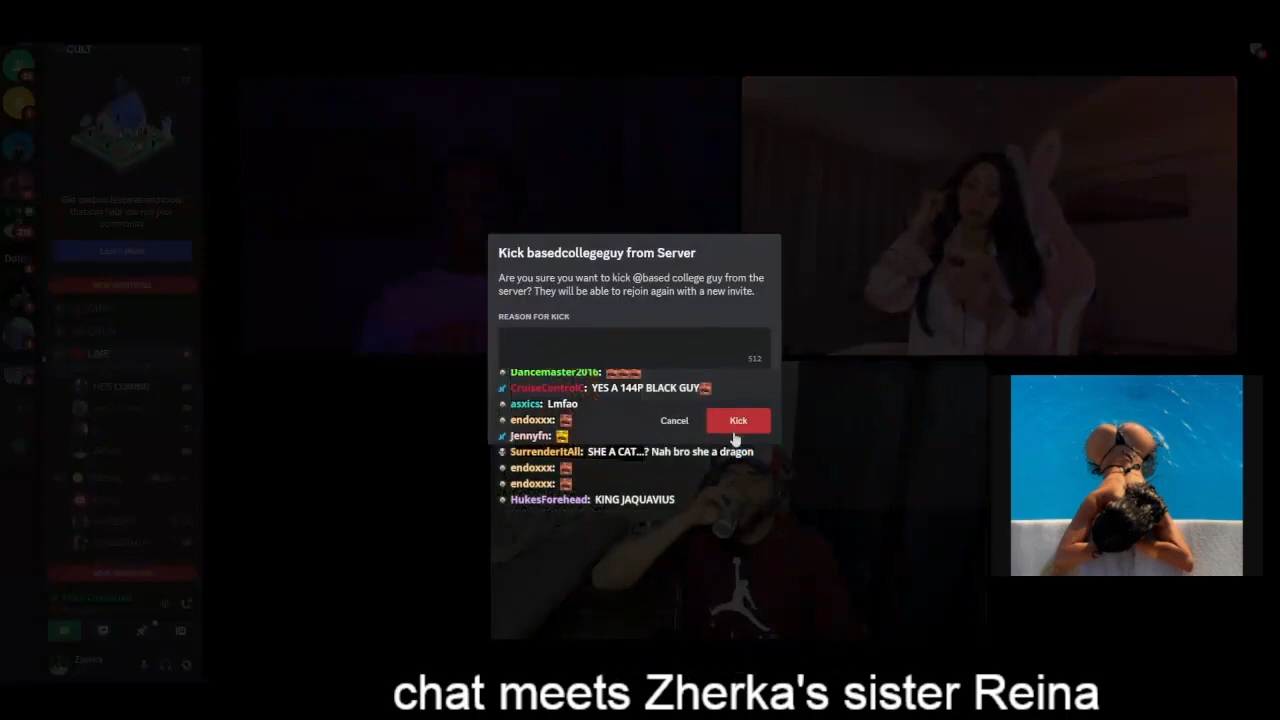 CULT
Kick basedcollegeguy from Server
Are you sure you want to kick @based college guy from the
server? They will be able to rejoin again with a new invite.
REASON FOR KICK
512
Dancemaster2016:
CruiseControlC: YES A 144P BLACK GUY
asxics: Lmfao
endoxxx:
Jennyfn:
SurrenderItAll: SHE A CAT...? Nah bro she a dragon
endoxxx:
endoxxx:
HukesForehead: KING JAQUAVIUS
Cancel
Kick
Zherka
chat meets Zherka's sister Reina